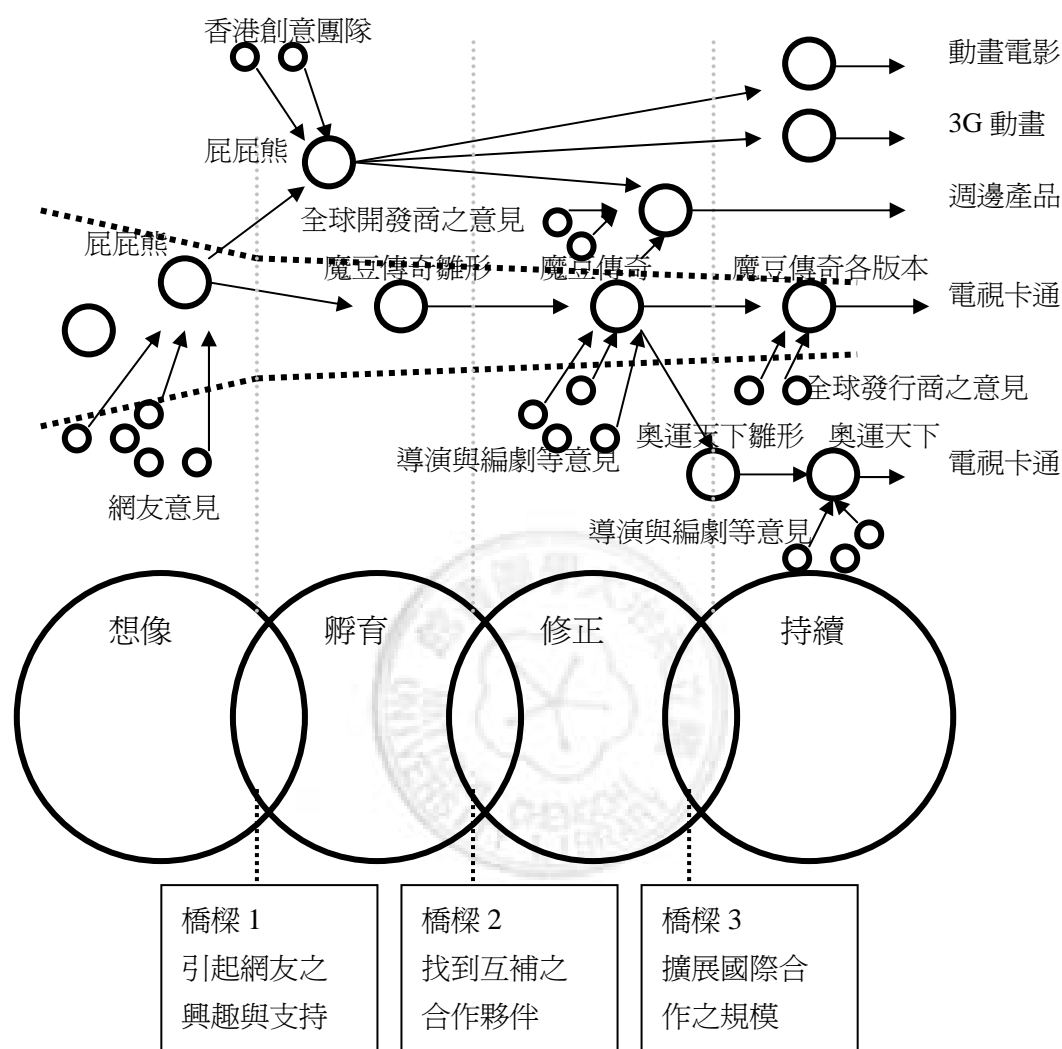 香港創意團隊
動畫電影
3G 動畫
屁屁熊
週邊產品
全球開發商之意見
屁屁熊
魔豆傳奇雛形
魔豆傳奇
魔豆傳奇各版本
電視卡通
全球發行商之意見
導演與編劇等意見
奧運天下雛形
奧運天下
電視卡通
網友意見
導演與編劇等意見
想像
孵育
修正
持續
橋樑 1
引起網友之
興趣與支持
橋樑 2
找到互補之
合作夥伴
橋樑 3
擴展國際合
作之規模